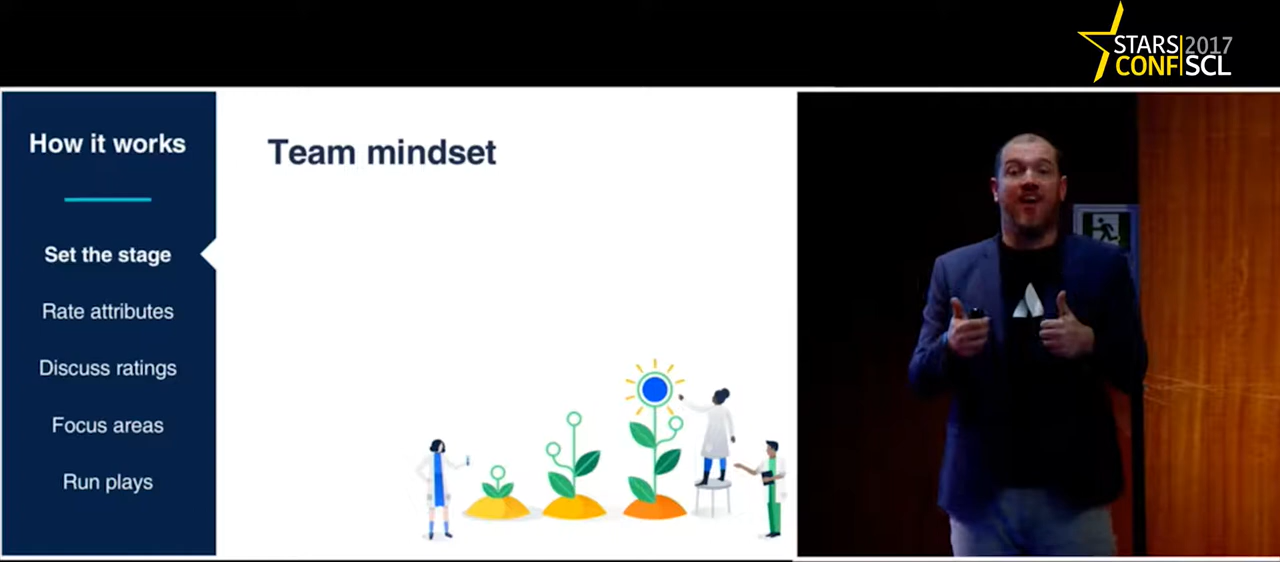 STARS 2017
CONF SCL
How it works
Team mindset
Set the stage
Rate attributes
Discuss ratings
Focus areas
Run plays